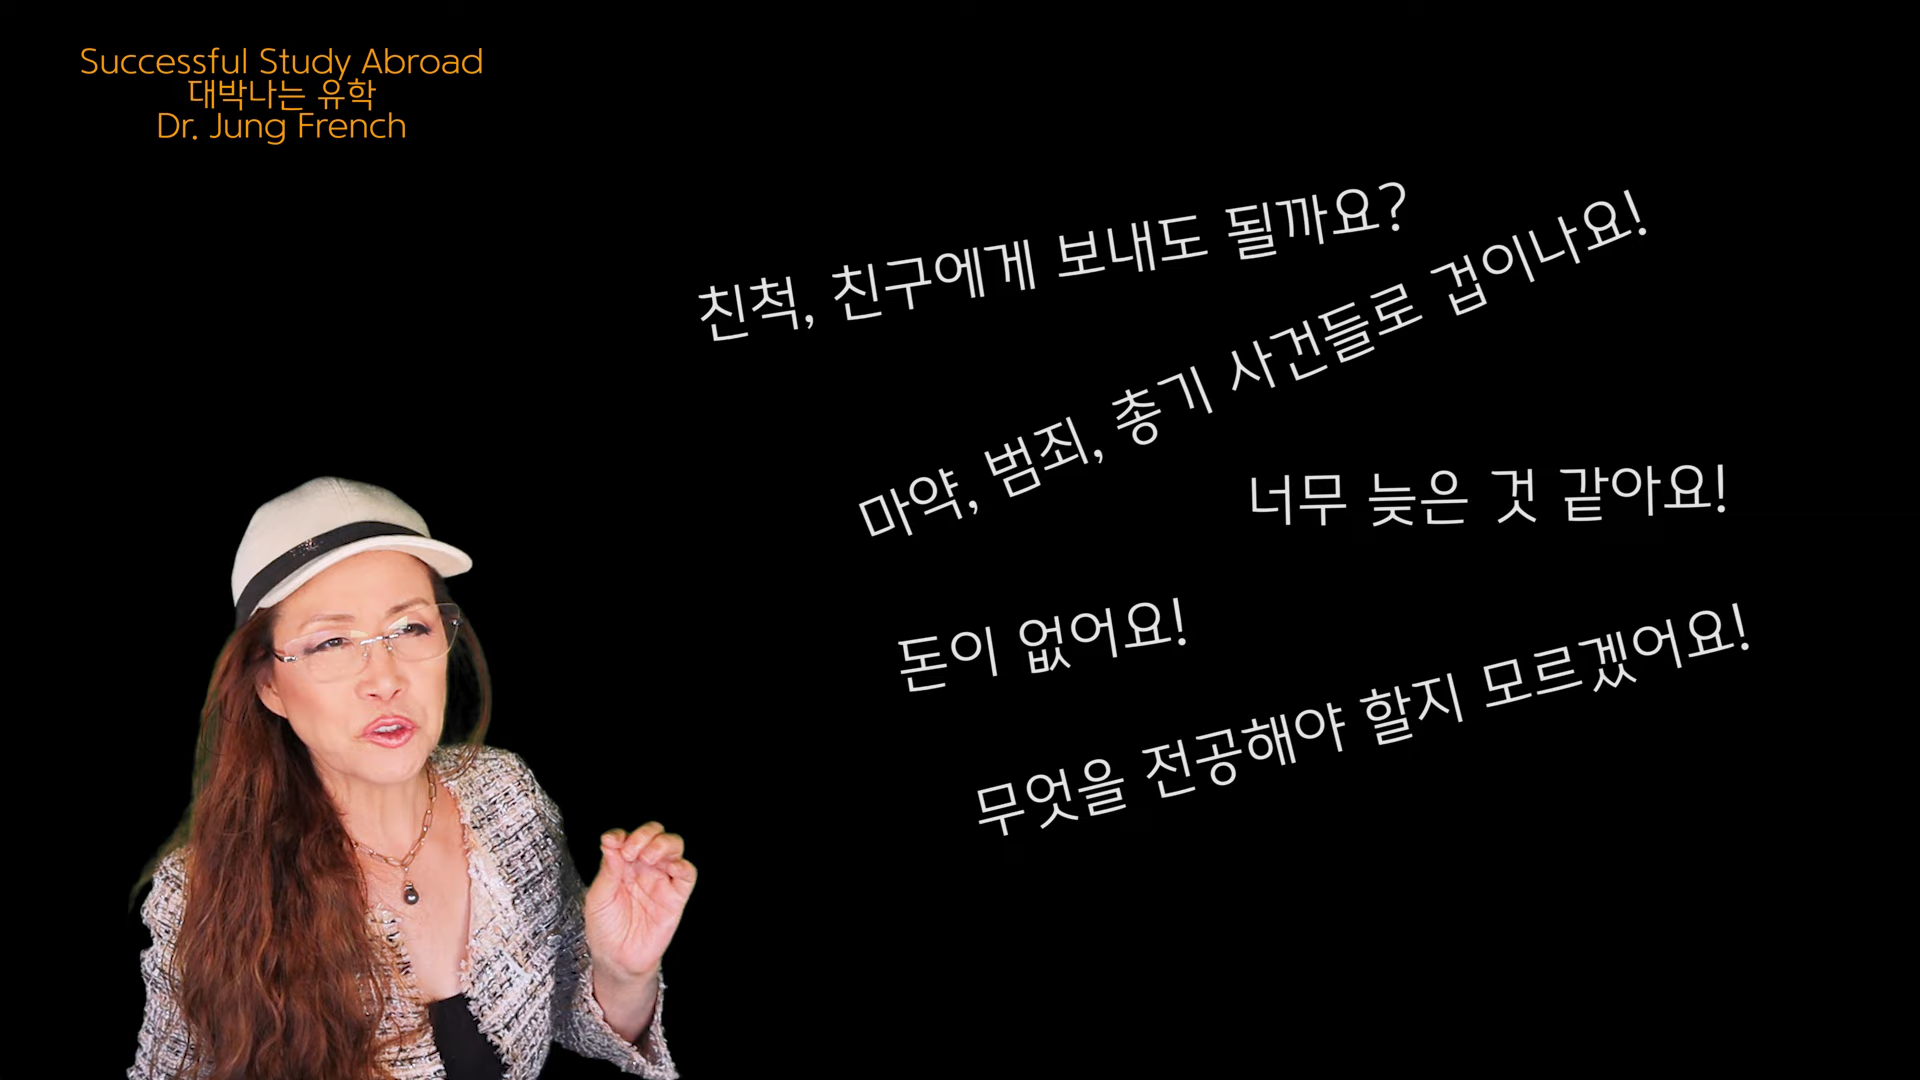 Successful Study Abroad
대박나는 유학
Dr. Jung French
친척, 친구에게 보내도 될까요?
마약, 범죄, 총기 사건들로 겁이나요!
너무 늦은 것 같아요!
돈이 없어요!
무엇을 전공해야 할지 모르겠어요!